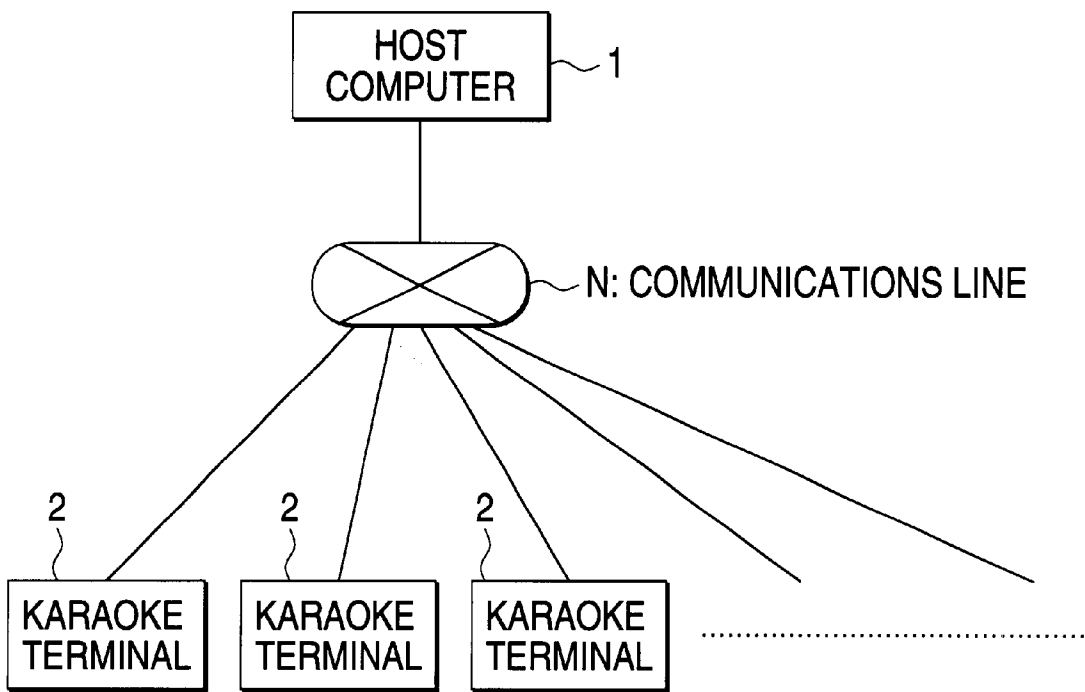 HOST
COMPUTER
1
N: COMMUNICATIONS LINE
2
2
2
KARAOKE
TERMINAL
KARAOKE
TERMINAL
KARAOKE
TERMINAL